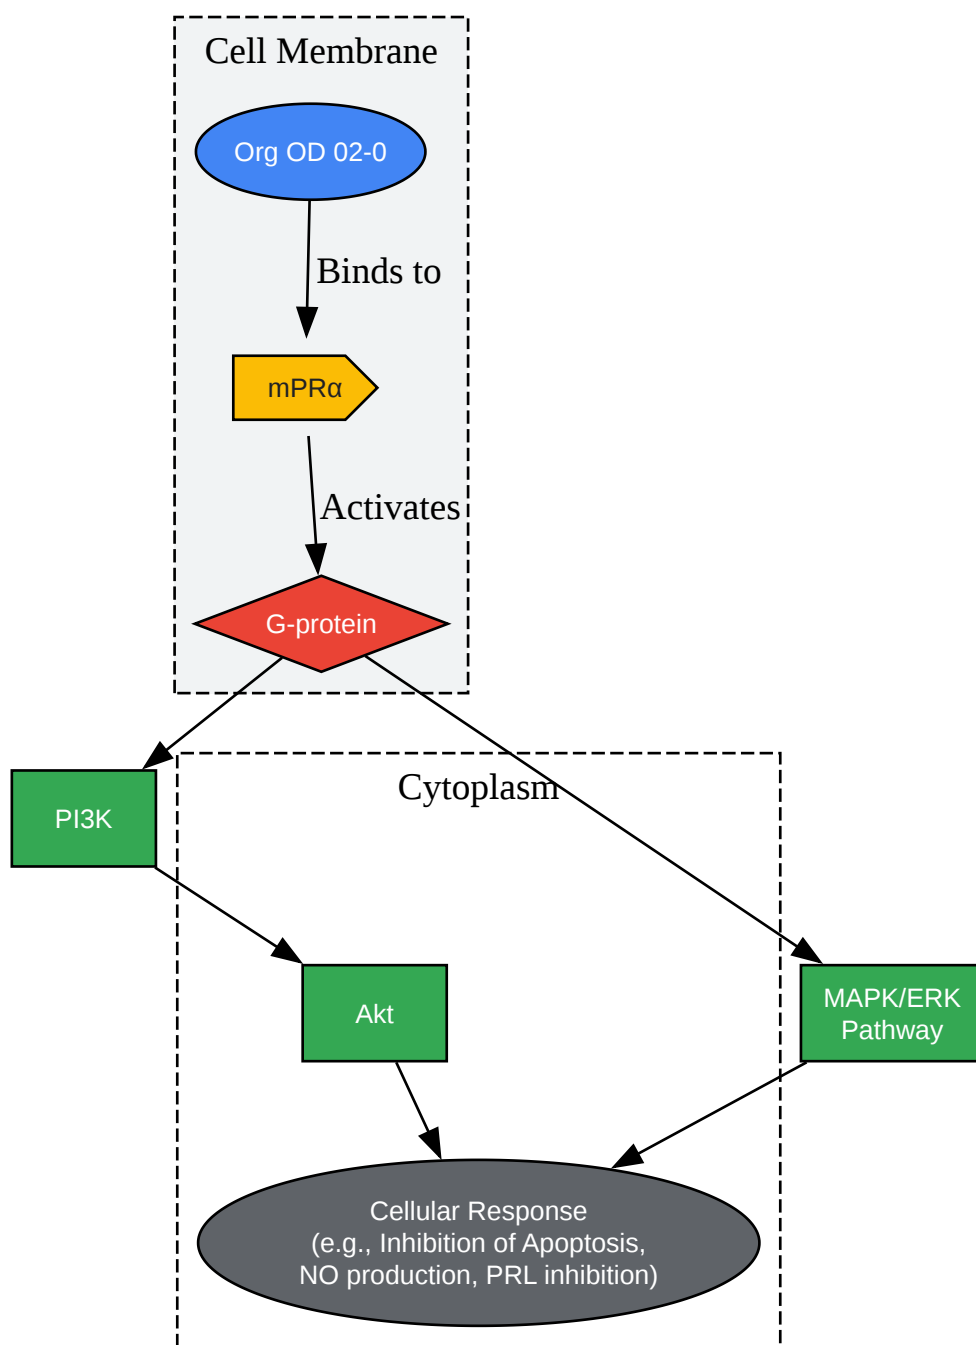 Cell Membrane
Org OD 02-0
Binds to
mPRα
Activates
G-protein
Cytoplasm
PI3K
Akt
MAPK/ERK
Pathway
Cellular Response
(e.g., Inhibition of Apoptosis,
NO production, PRL inhibition)